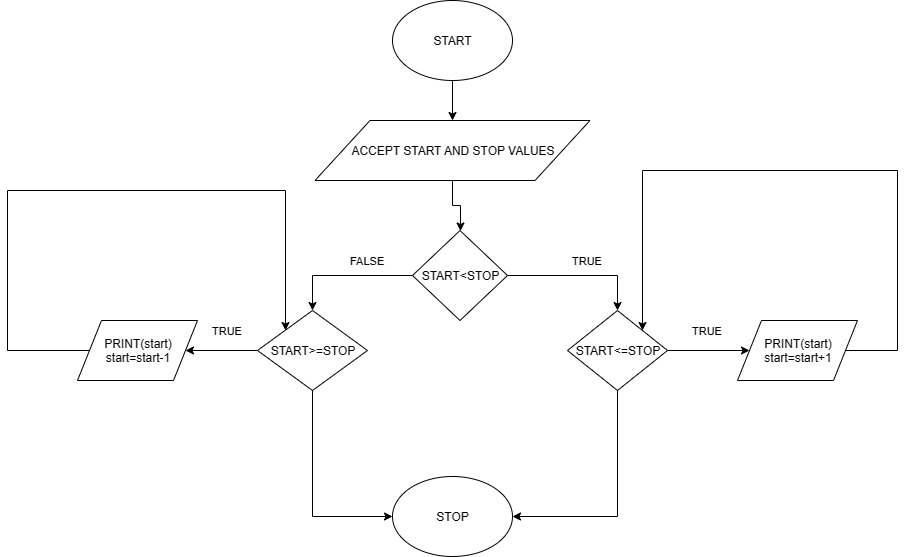 START
ACCEPT START AND STOP VALUES
START<STOP
FALSE
TRUE
START>=STOP
TRUE
PRINT(start)
start=start-1
START<=STOP
TRUE
PRINT(start)
start=start+1
STOP